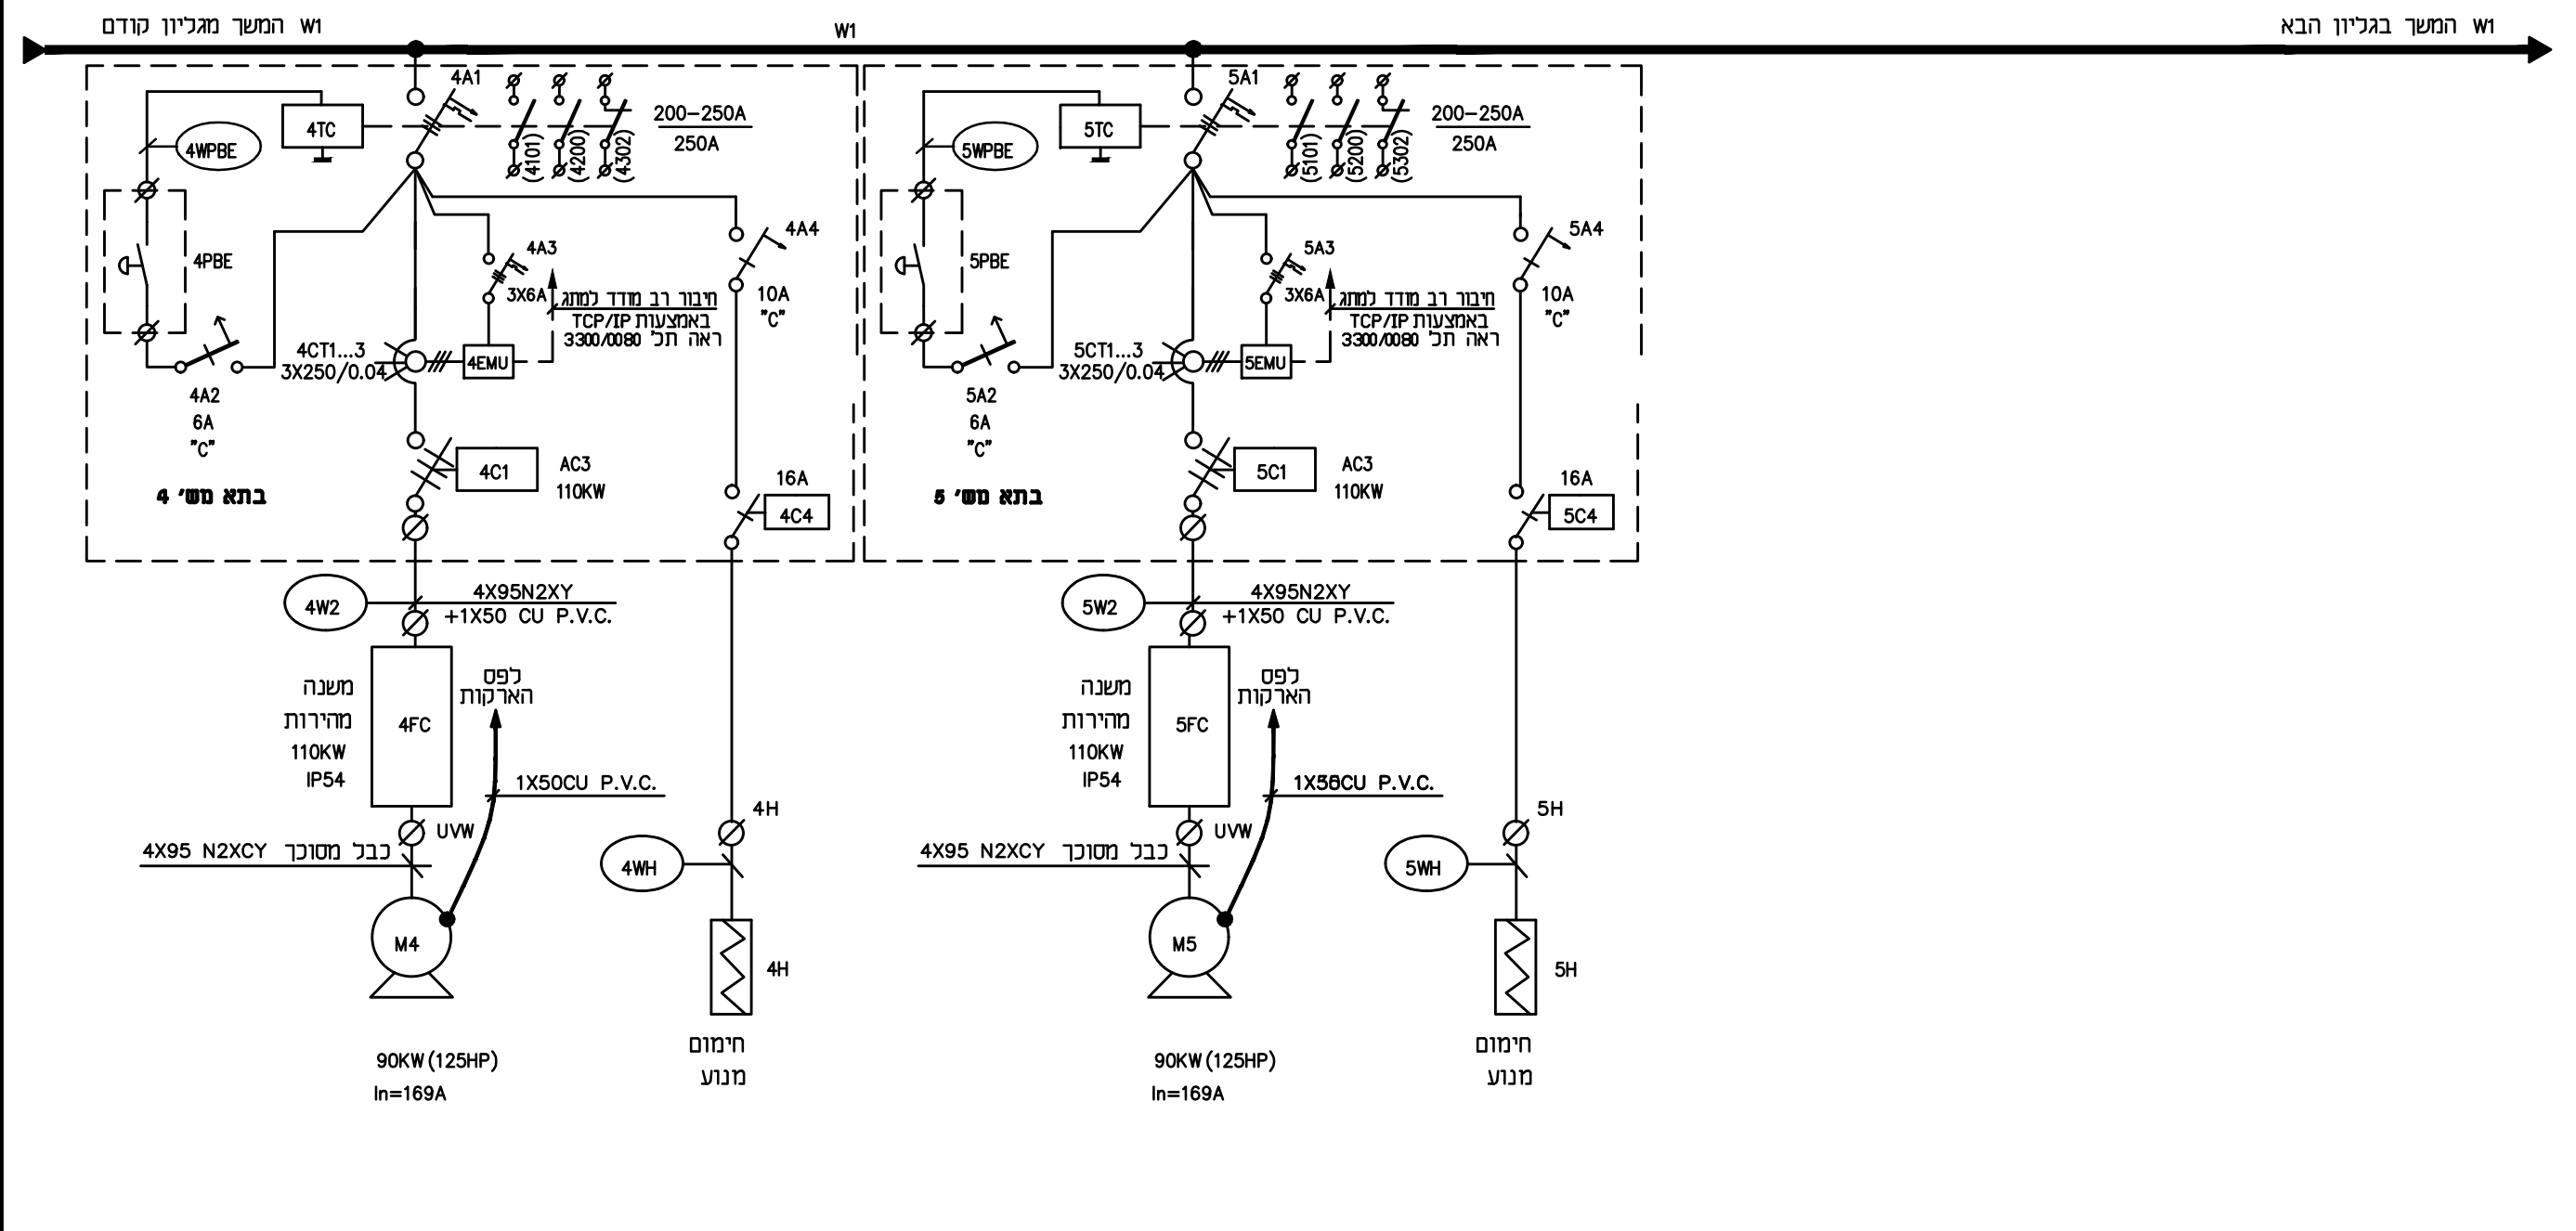 W1 המשך מגליון קודם
W1
W1 המשך בגליון הבא
4A1
4TC
4WPBE
(4101)
(4200)
(4302)
200-250A
250A
4PBE
4A3
3X6A
4A4
10A
"C"
חיבור רב מודד למתג
באמצעות TCP/IP
ראה תכ' 3300/0080
4CT1...3
3X250/0.04
4EMU
4A2
6A
"C"
4C1
AC3
110KW
בתא מש' 4
16A
4C4
4W2
4X95N2XY
+1X50 CU P.V.C.
משנה
מהירות
110KW
IP54
4FC
לפס
הארקות
1X50CU P.V.C.
UVW
4X95 N2XCY כבל מסוכך
4H
4WH
M4
4H
90KW(125HP)
In=169A
חימום
מנוע
5A1
5TC
5WPBE
(5101)
(5200)
(5302)
200-250A
250A
5PBE
5A3
3X6A
5A4
10A
"C"
חיבור רב מודד למתג
באמצעות TCP/IP
ראה תכ' 3300/0080
5CT1...3
3X250/0.04
5EMU
5A2
6A
"C"
5C1
AC3
110KW
בתא מש' 5
16A
5C4
5W2
4X95N2XY
+1X50 CU P.V.C.
משנה
מהירות
110KW
IP54
5FC
לפס
הארקות
P.V.C.
UVW
4X95 N2XCY כבל מסוכך
5H
5WH
M5
5H
90KW(125HP)
In=169A
חימום
מנוע